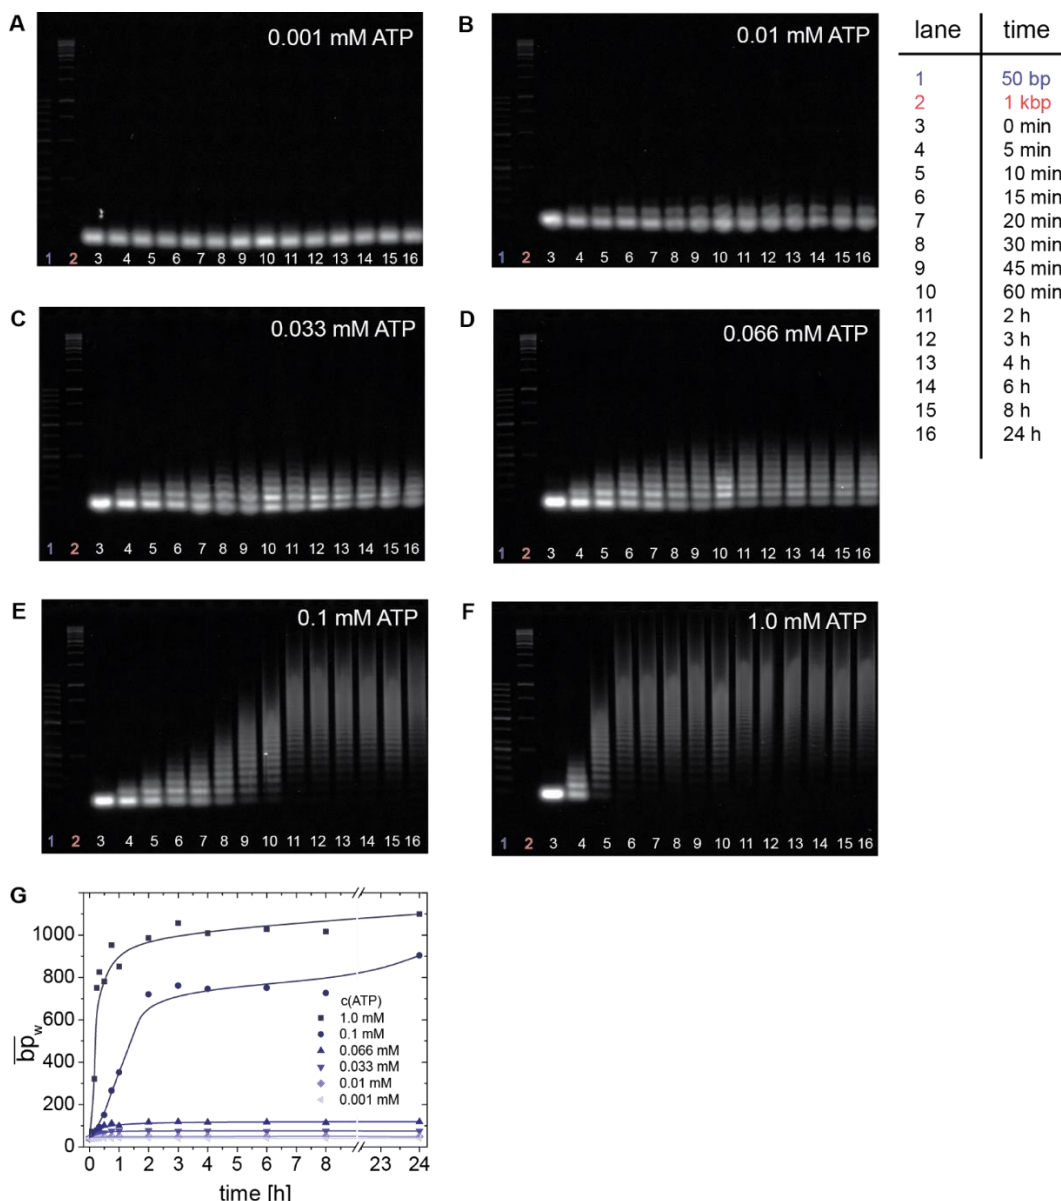 A
0.001 mM ATP
1 2 3 4 5 6 7 8 9 10 11 12 13 14 15 16
B
0.01 mM ATP
1 2 3 4 5 6 7 8 9 10 11 12 13 14 15 16
lane time
1 50 bp
2 1 kbp
3 0 min
4 5 min
5 10 min
6 15 min
7 20 min
8 30 min
9 45 min
10 60 min
11 2 h
12 3 h
13 4 h
14 6 h
15 8 h
16 24 h
C
0.033 mM ATP
1 2 3 4 5 6 7 8 9 10 11 12 13 14 15 16
D
0.066 mM ATP
1 2 3 4 5 6 7 8 9 10 11 12 13 14 15 16
E
0.1 mM ATP
1 2 3 4 5 6 7 8 9 10 11 12 13 14 15 16
F
1.0 mM ATP
1 2 3 4 5 6 7 8 9 10 11 12 13 14 15 16
G
1000
800
600
400
200
0
bpw
c(ATP)
1.0 mM
0.1 mM
0.066 mM
0.033 mM
0.01 mM
0.001 mM
0 1 2 3 4 5 6 7 8 23 24
time [h]